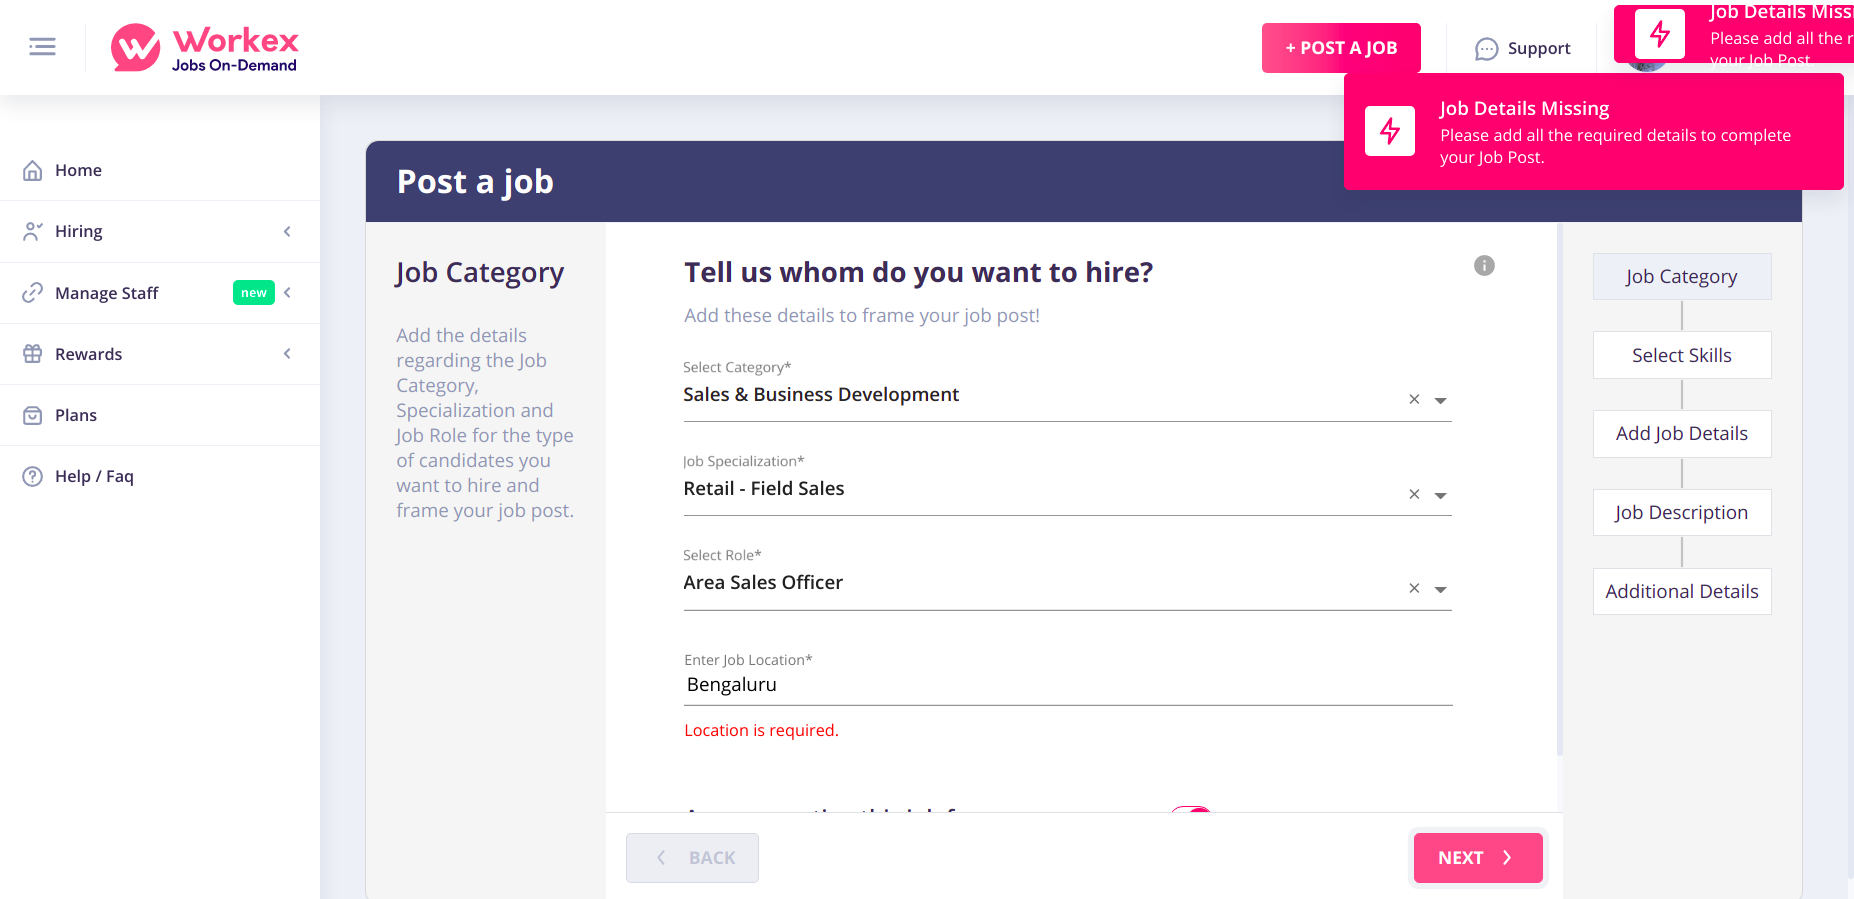 Workex
Jobs On-Demand
+ POST A JOB
Support
Job Details
Please add all the
your Job Post.
Job Details Missing
Please add all the required details to complete
your Job Post.
Home
Hiring
Manage Staff
new
Rewards
Plans
Help / Faq
Post a job
Job Category
Add the details
regarding the Job
Category,
Specialization and
Job Role for the type
of candidates you
want to hire and
frame your job post.
Tell us whom do you want to hire?
Add these details to frame your job post!
Select Category*
Sales & Business Development
Job Specialization*
Retail - Field Sales
Select Role*
Area Sales Officer
Enter Job Location*
Bengaluru
Location is required.
BACK
NEXT
Job Category
Select Skills
Add Job Details
Job Description
Additional Details